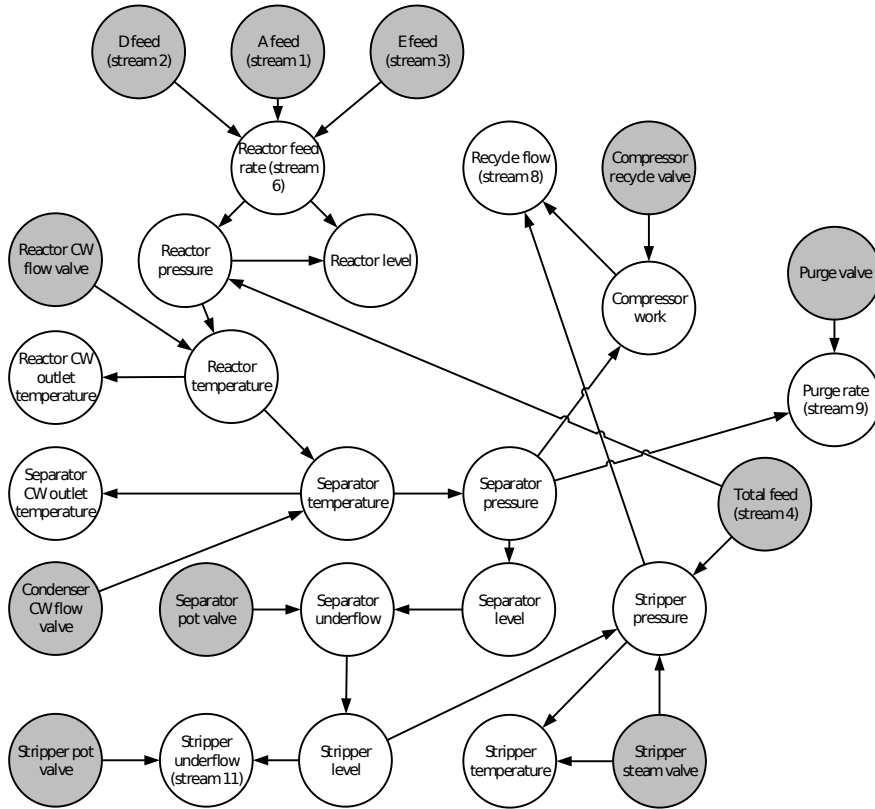 D feed
(stream 2)
A feed
(stream 1)
E feed
(stream 3)
Reactor feed
rate (stream
6)
Recycle flow
(stream 8)
Compressor
recycle valve
Reactor CW
flow valve
Reactor
pressure
Reactor level
Compressor
work
Purge valve
Reactor CW
outlet
temperature
Reactor
temperature
Purge rate
(stream 9)
Separator
CW outlet
temperature
Separator
temperature
Separator
pressure
Total feed
(stream 4)
Condenser
CW flow
valve
Separator
pot valve
Separator
underflow
Separator
level
Stripper
pressure
Stripper pot
valve
Stripper
underflow
(stream 11)
Stripper
level
Stripper
temperature
Stripper
steam valve